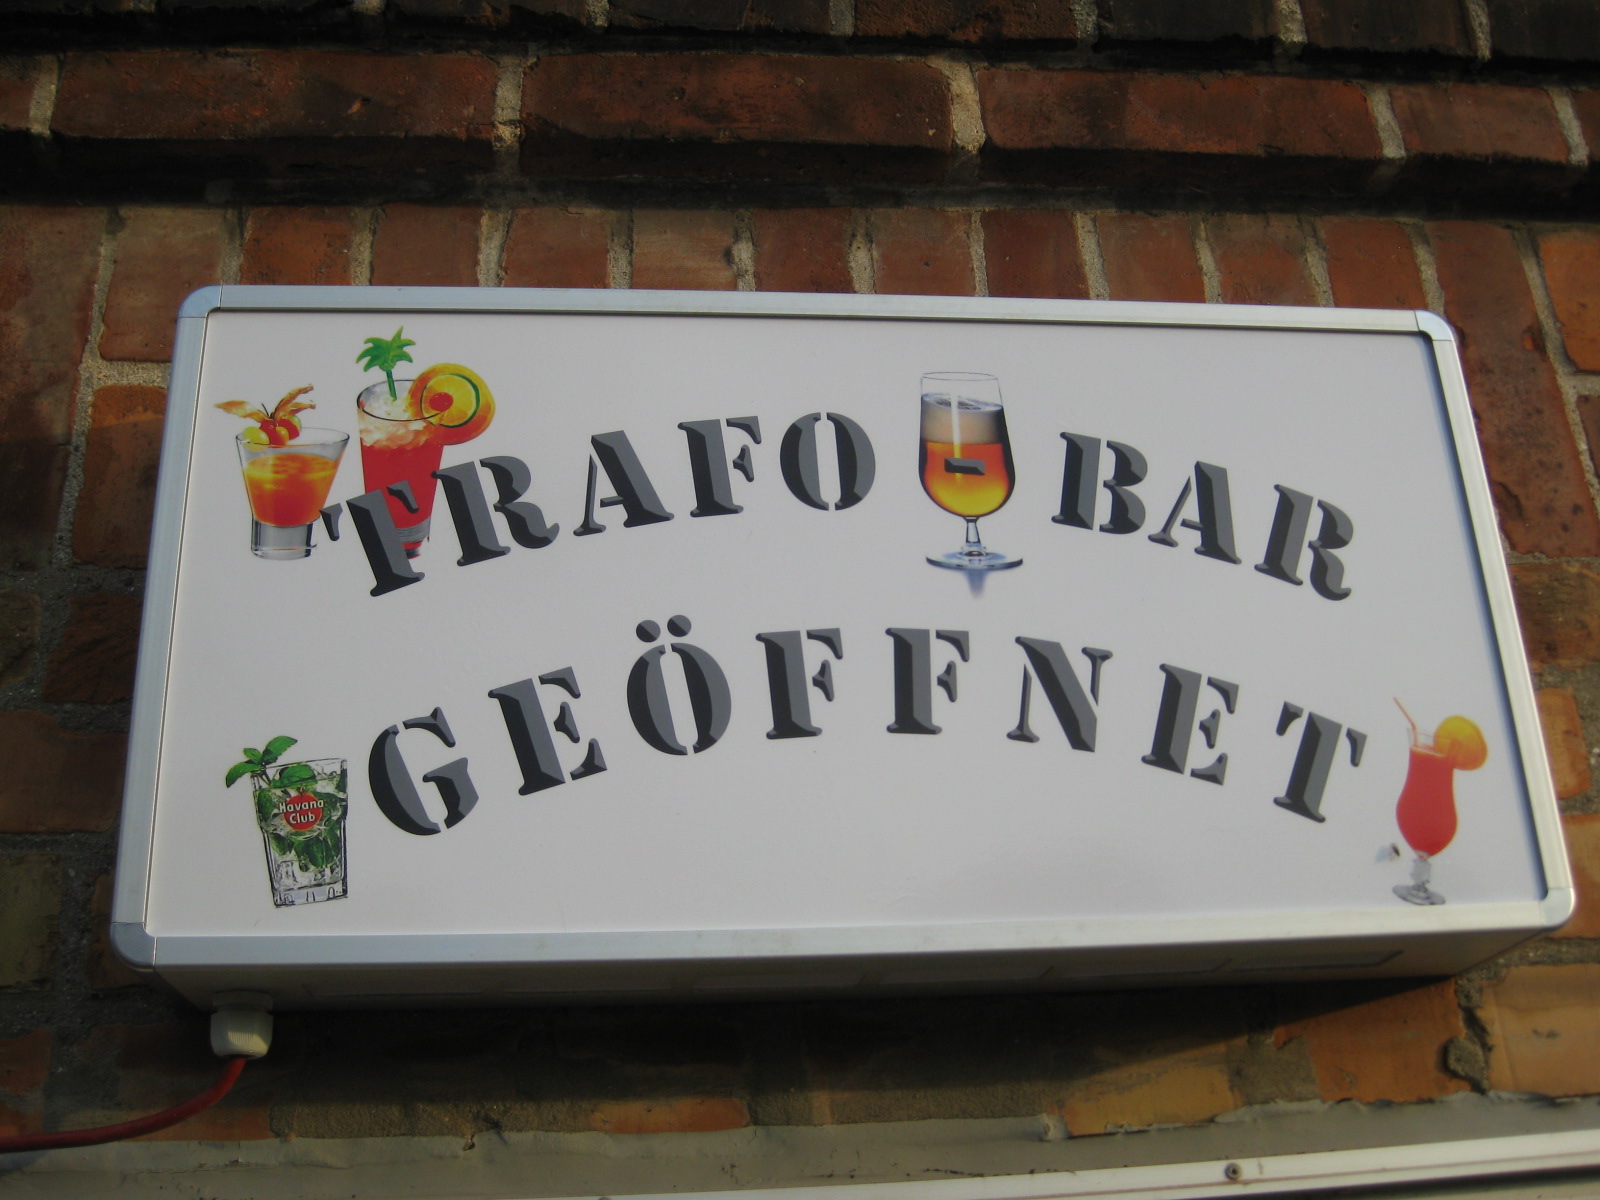 TRAFO - BAR
GEÖFFNET
Havana
Club